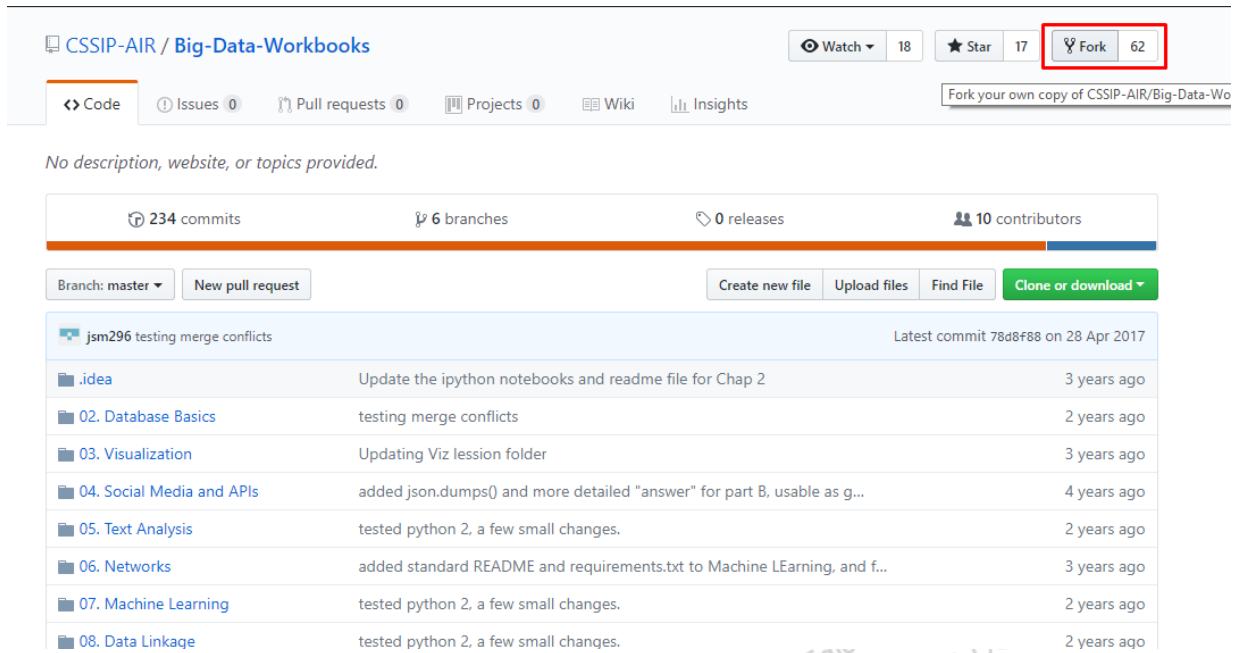 CSSIP-AIR / Big-Data-Workbooks
Watch 18 Star 17 Fork 62
Code Issues 0 Pull requests 0 Projects 0 Wiki Insights
Fork your own copy of CSSIP-AIR/Big-Data-Wo
No description, website, or topics provided.
234 commits 6 branches 0 releases 10 contributors
Branch: master New pull request Create new file Upload files Find File Clone or download
jsm296 testing merge conflicts Latest commit 78d8f88 on 28 Apr 2017
.idea Update the ipython notebooks and readme file for Chap 2 3 years ago
02. Database Basics testing merge conflicts 2 years ago
03. Visualization Updating Viz lession folder 3 years ago
04. Social Media and APIs added json.dumps() and more detailed "answer" for part B, usable as g... 4 years ago
05. Text Analysis tested python 2, a few small changes. 2 years ago
06. Networks added standard README and requirements.txt to Machine LEarning, and f... 3 years ago
07. Machine Learning tested python 2, a few small changes. 2 years ago
08. Data Linkage tested python 2, a few small changes. 2 years ago